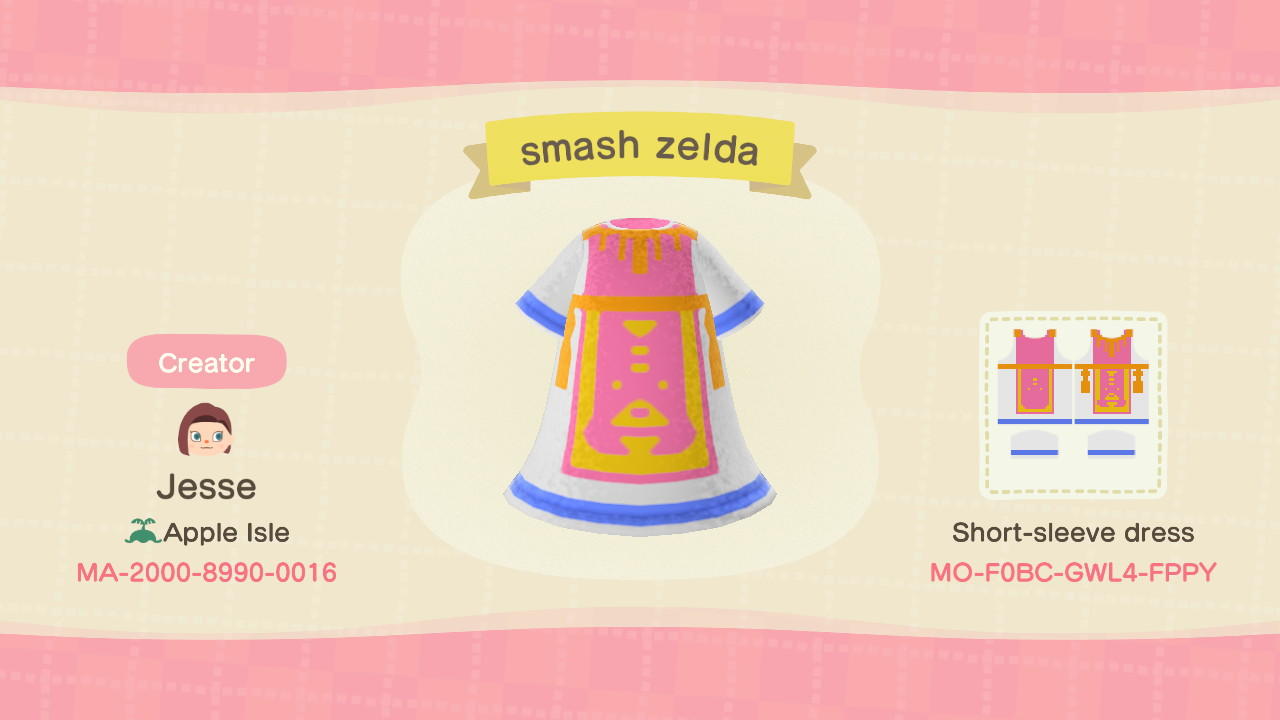 smash zelda
Creator
Jesse
Apple Isle
MA-2000-8990-0016
Short-sleeve dress
MO-F0BC-GWL4-FPPY